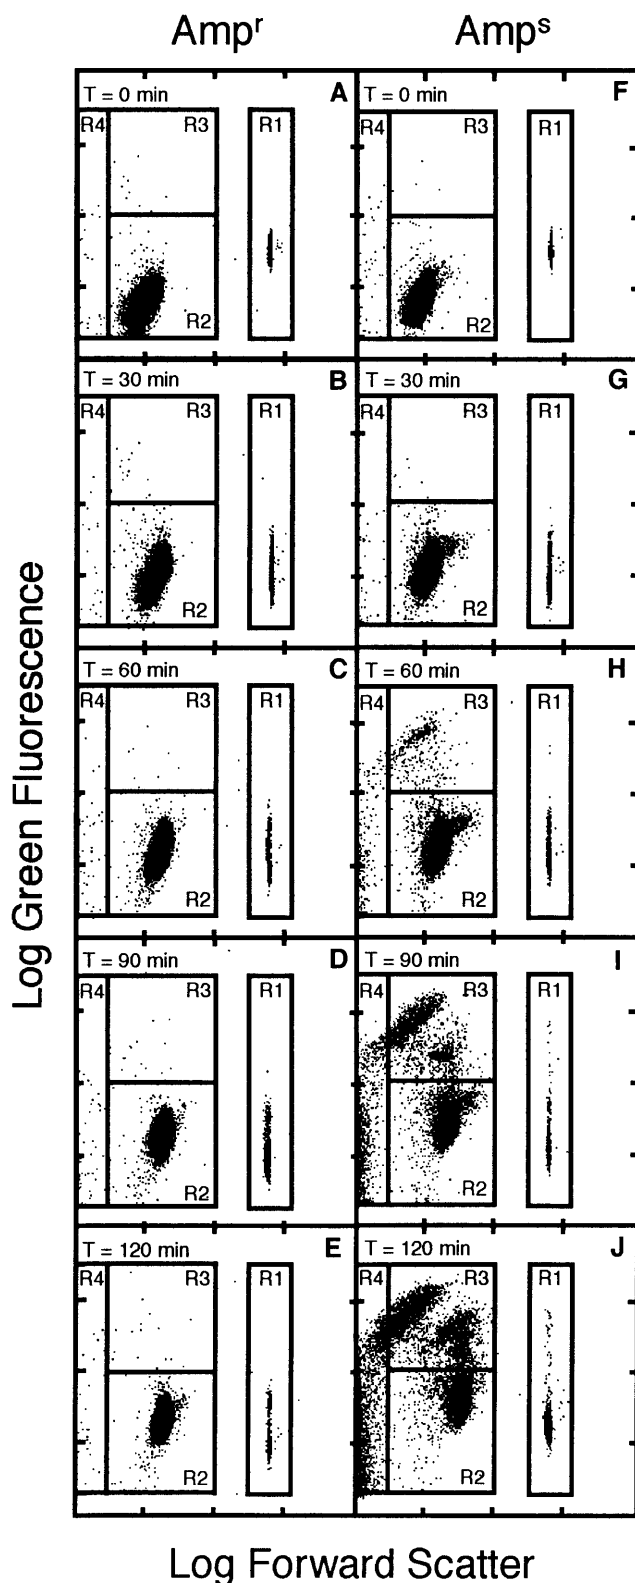 Ampʳ Ampˢ
T = 0 min A T = 0 min F
R4 R3 R1 R4 R3 R1
R2 R2
T = 30 min B T = 30 min G
R4 R3 R1 R4 R3 R1
R2 R2
T = 60 min C T = 60 min H
R4 R3 R1 R4 R3 R1
R2 R2
T = 90 min D T = 90 min I
R4 R3 R1 R4 R3 R1
R2 R2
T = 120 min E T = 120 min J
R4 R3 R1 R4 R3 R1
R2 R2
Log Green Fluorescence
Log Forward Scatter